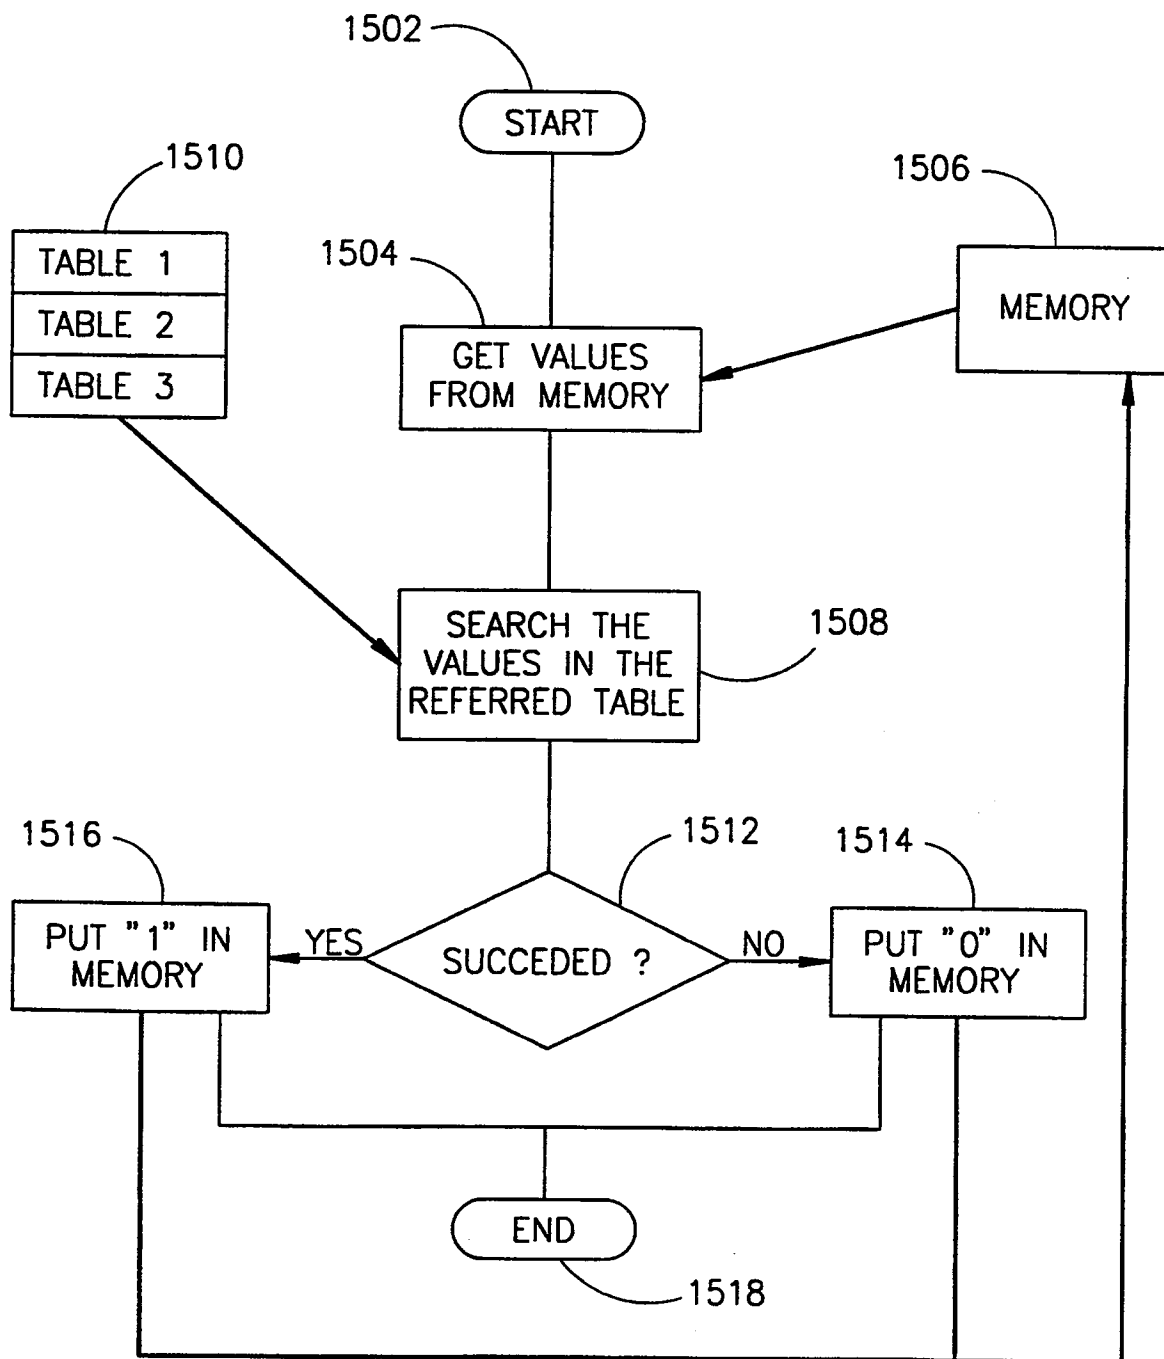 1502
START
1510
1506
TABLE 1
TABLE 2
TABLE 3
1504
GET VALUES
FROM MEMORY
MEMORY
SEARCH THE
VALUES IN THE
REFERRED TABLE
1508
1516
1512
1514
PUT "1" IN
MEMORY
YES
SUCCEDED ?
NO
PUT "0" IN
MEMORY
END
1518